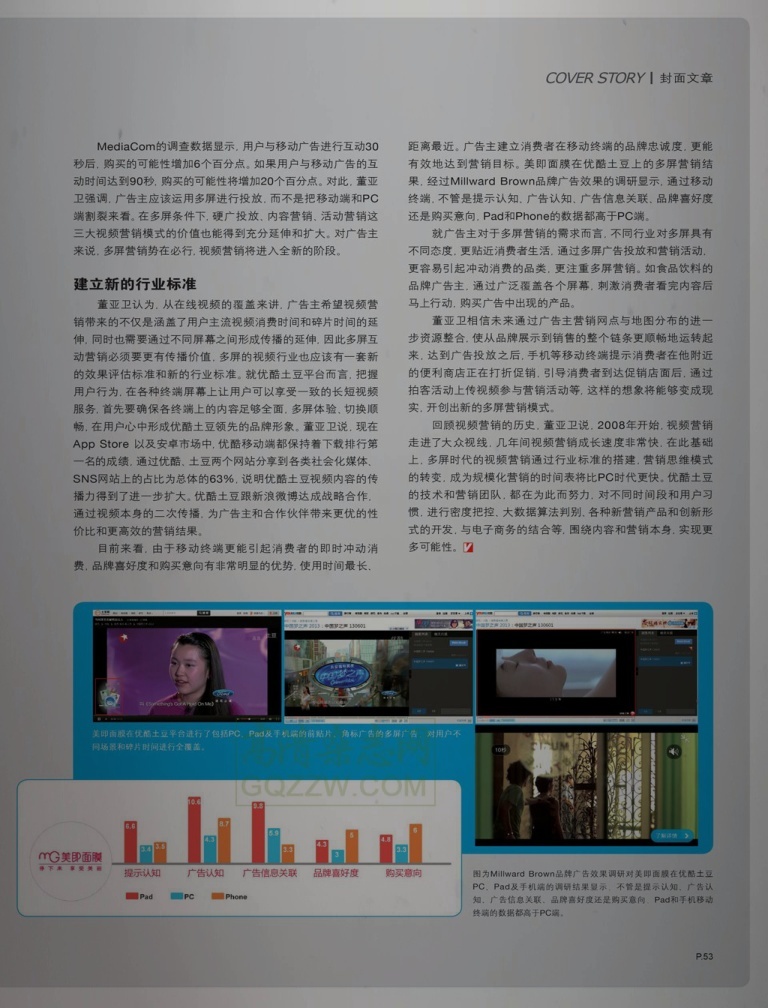 COVER STORY | 封面文章
MediaCom的调查数据显示, 用户与移动广告进行互动30
秒后, 购买的可能性增加6个百分点。如果用户与移动广告的互
动时间达到90秒, 购买的可能性将增加20个百分点。对此, 董亚
卫强调, 广告主应该运用多屏进行投放, 而不是把移动端和PC
端割裂来看。在多屏条件下, 硬广投放, 内容营销, 活动营销这
三大视频营销模式的价值也能得到充分延伸和扩大。对广告主
来说, 多屏营销势在必行, 视频营销将进入全新的阶段。
建立新的行业标准
董亚卫认为, 从在线视频的覆盖来讲, 广告主希望视频营
销带来的不仅是涵盖了用户主流视频消费时间和碎片时间的延
伸, 同时也需要通过不同屏幕之间形成传播的延伸, 因此多屏互
动营销必须要更有传播价值, 多屏的视频行业也应该有一套新
的效果评估标准和新的行业标准。就优酷土豆平台而言, 把握
用户行为, 在各种终端屏幕上让用户可以享受一致的长短视频
服务, 首先要确保各终端上的内容足够全面, 多屏体验, 切换顺
畅, 在用户心中形成优酷土豆领先的品牌形象。董亚卫说, 现在
App Store 以及安卓市场中, 优酷移动端都保持着下载排行第
一名的成绩, 通过优酷, 土豆两个网站分享到各类社会化媒体,
SNS网站上的占比为总体的63%, 说明优酷土豆视频内容的传
播力得到了进一步扩大。优酷土豆跟新浪微博达成战略合作,
通过视频本身的二次传播, 为广告主和合作伙伴带来更优的性
价比和更高效的营销结果。
目前来看, 由于移动终端更能引起消费者的即时冲动消
费, 品牌喜好度和购买意向有非常明显的优势, 使用时间最长,
距离最近。广告主建立消费者在移动终端的品牌忠诚度, 更能
有效地达到营销目标。美即面膜在优酷土豆上的多屏营销结
果, 经过Millward Brown品牌广告效果的调研显示, 通过移动
终端, 不管是提示认知, 广告认知, 广告信息关联, 品牌喜好度
还是购买意向, Pad和Phone的数据都高于PC端。
就广告主对于多屏营销的需求而言, 不同行业对多屏具有
不同态度, 更贴近消费者生活, 通过多屏广告投放和营销活动,
更容易引起冲动消费的品类, 更注重多屏营销。如食品饮料的
品牌广告主, 通过广泛覆盖各个屏幕, 刺激消费者看完内容后
马上行动, 购买广告中出现的产品。
董亚卫相信未来通过广告主营销网点与地图分布的进一
步资源整合, 使从品牌展示到销售的整个链条更顺畅地运转起
来, 达到广告投放之后, 手机等移动终端提示消费者在他附近
的便利商店正在打折促销, 引导消费者到达促销店面后, 通过
拍客活动上传视频参与营销活动等, 这样的想象将能够变成现
实, 开创出新的多屏营销模式。
回顾视频营销的历史, 董亚卫说, 2008年开始, 视频营销
走进了大众视线, 几年间视频营销成长速度非常快, 在此基础
上, 多屏时代的视频营销通过行业标准的搭建, 营销思维模式
的转变, 成为规模化营销的时间表将比PC时代更快, 优酷土豆
的技术和营销团队, 都在为此而努力, 对不同时间段和用户习
惯, 进行密度把控, 大数据算法判别, 各种新营销产品和创新形
式的开发, 与电子商务的结合等, 围绕内容和营销本身, 实现更
多可能性。
美即面膜在优酷土豆平台进行了包括PC、Pad及手机端的前贴片、角标广告的多屏广告, 对用户不
同场景和碎片时间进行全覆盖。
GQZZW.COM
了解详情
MG美即面膜
提示认知 广告认知 广告信息关联 品牌喜好度 购买意向
Pad PC Phone
图为Millward Brown品牌广告效果调研对美即面膜在优酷土豆
PC、Pad及手机端的调研结果显示, 不管是提示认知、广告认
知、广告信息关联、品牌喜好度还是购买意向, Pad和手机移动
终端的数据都高于PC端。
P.53